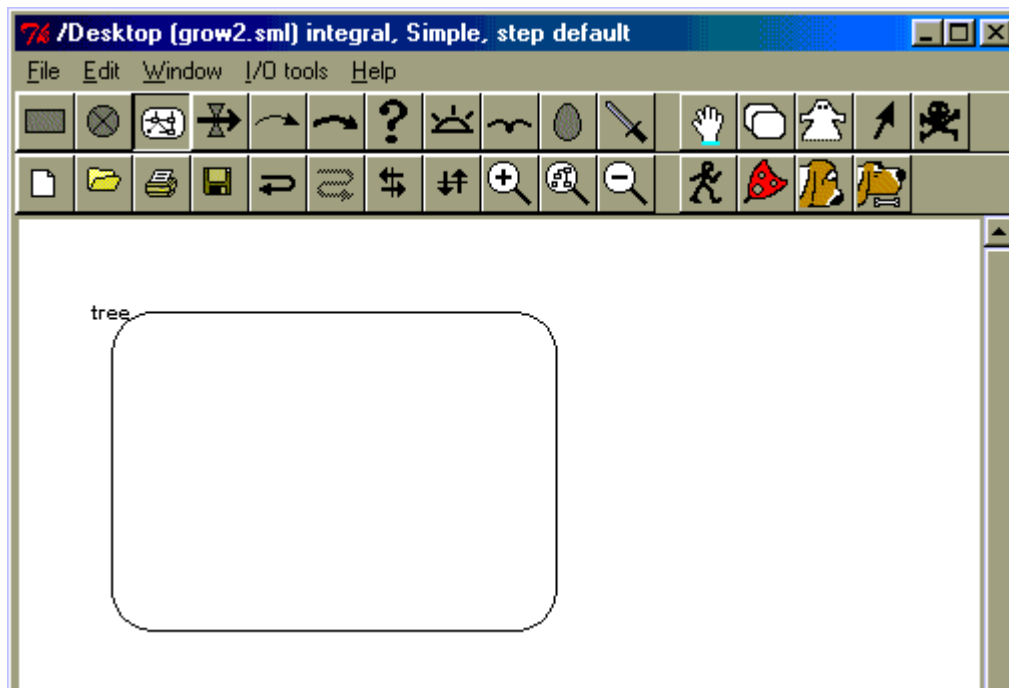 /Desktop (grow2.sml) integral, Simple, step default
File Edit Window I/O tools Help
tree